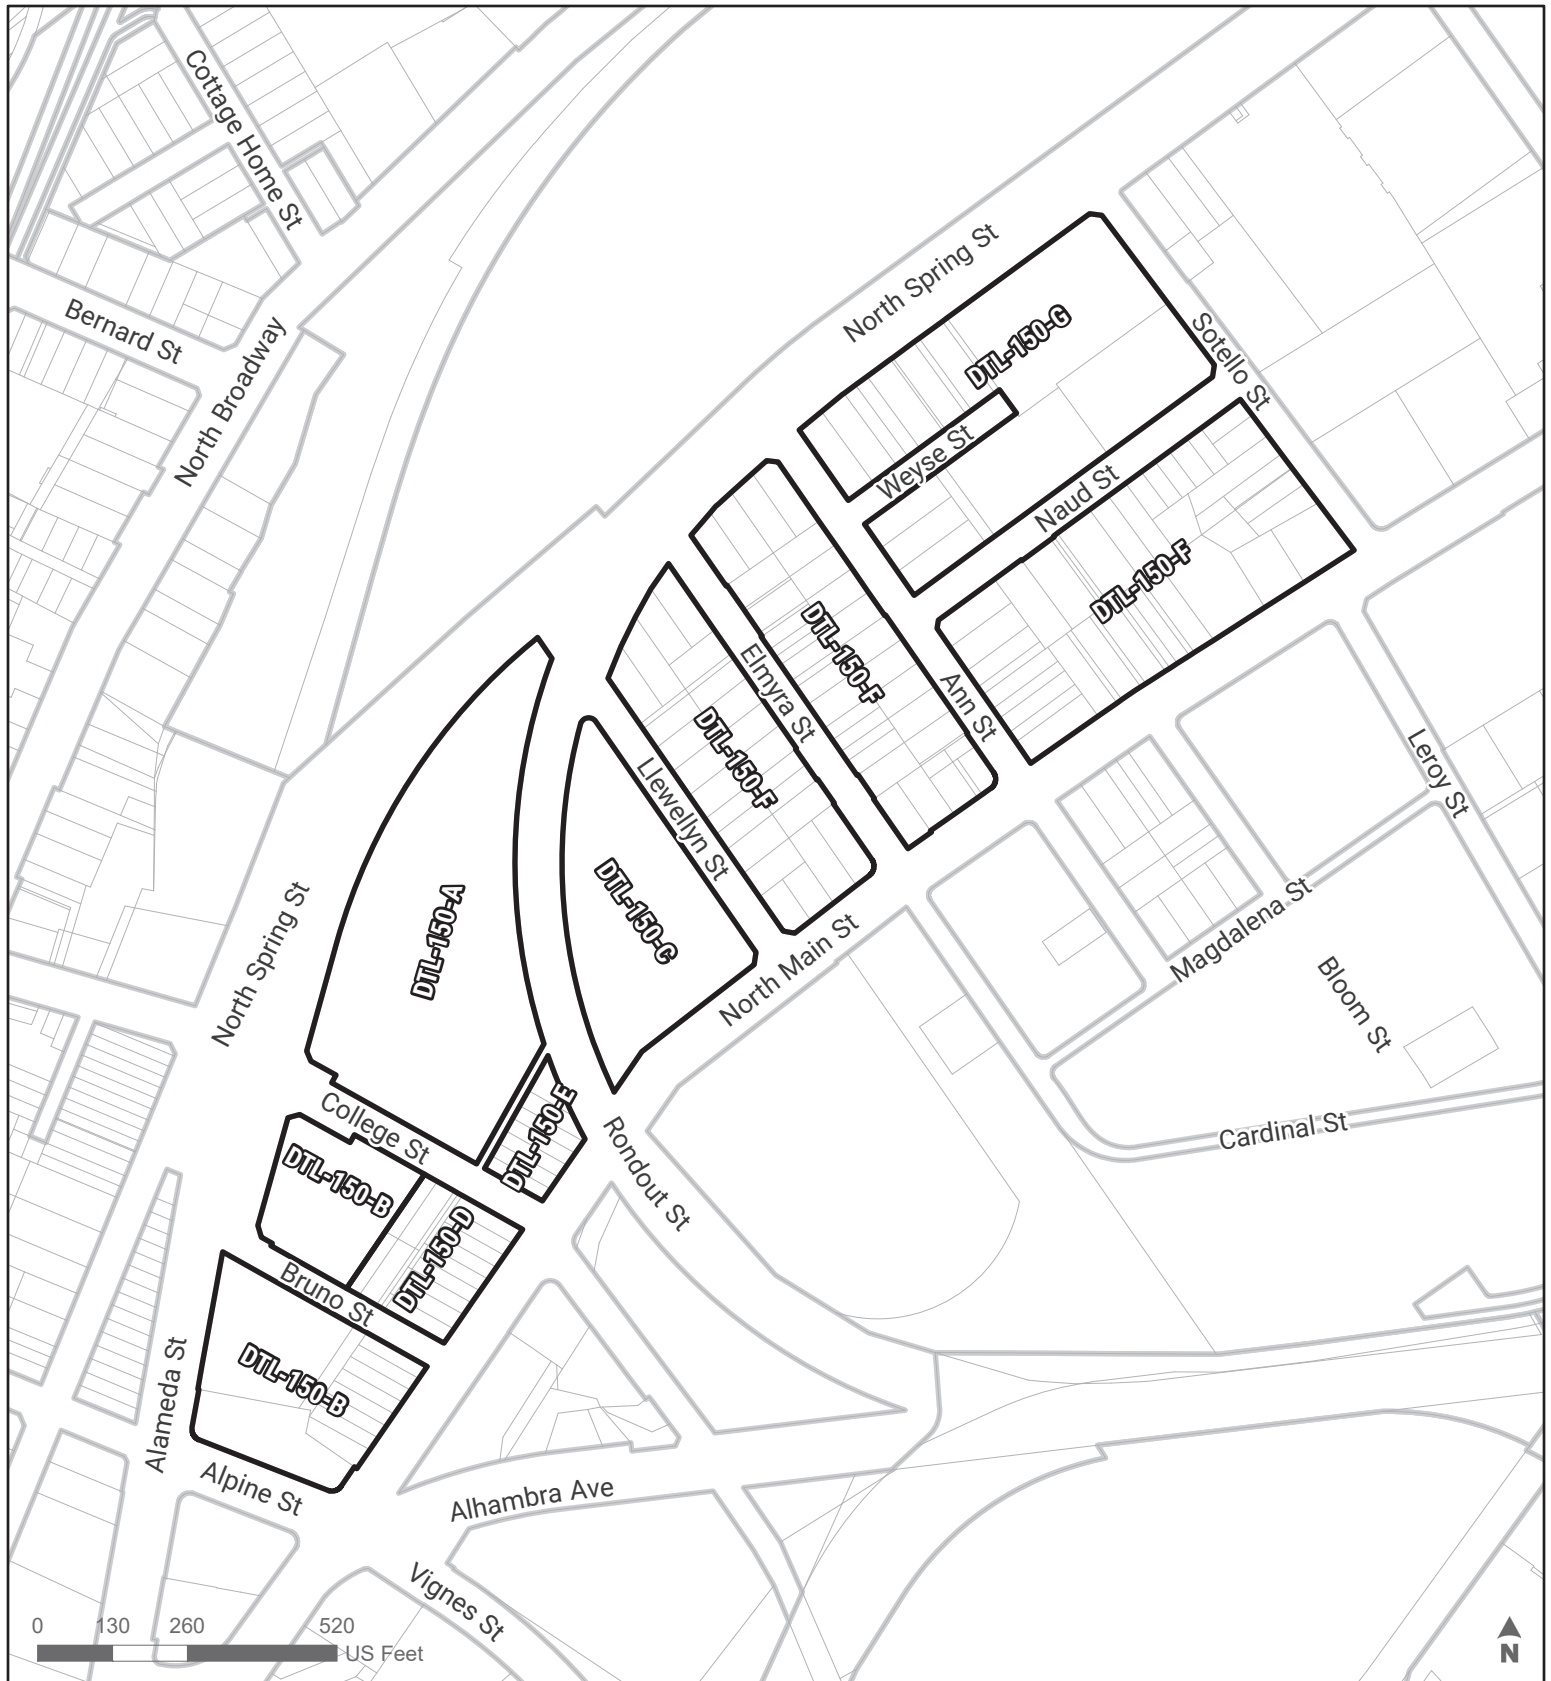 Cottage Home St
Bernard St
North Broadway
North Spring St
DTL-150-G
Sotello St
Weyse St
Naud St
DTL-150-F
DTL-150-F
Elmyra St
Ann St
DTL-150-F
Llewellyn St
Leroy St
DTL-150-A
DTL-150-C
North Spring St
North Main St
Magdalena St
Bloom St
College St
DTL-150-E
Rondout St
Cardinal St
DTL-150-B
DTL-150-D
Bruno St
DTL-150-B
Alameda St
Alpine St
Alhambra Ave
Vignes St
0 130 260 520
US Feet
N